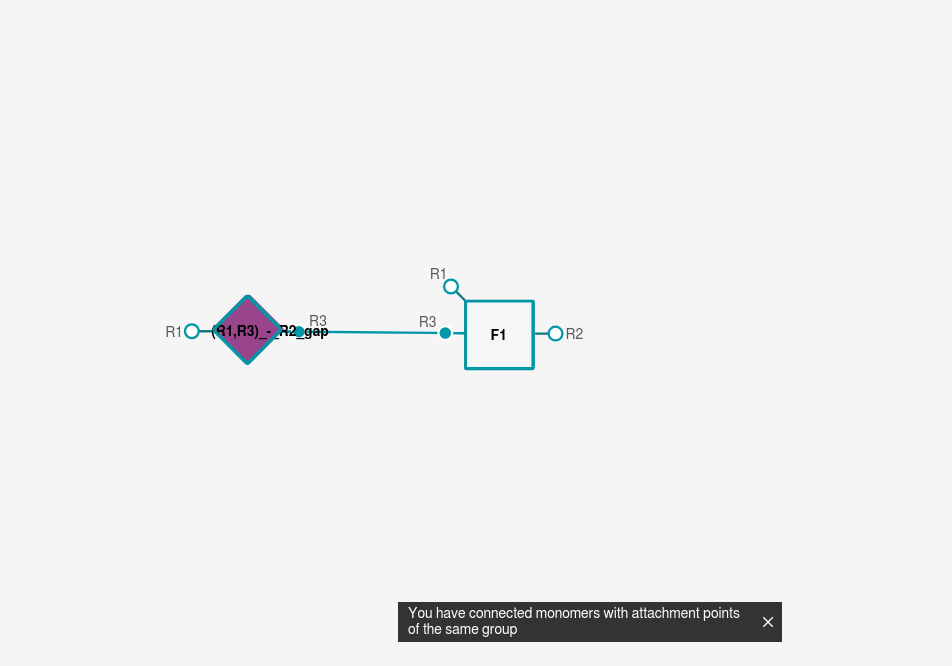 R1
R1
(R1,R3)_-_R2_gap
R3
R3
F1
R2
You have connected monomers with attachment points
of the same group